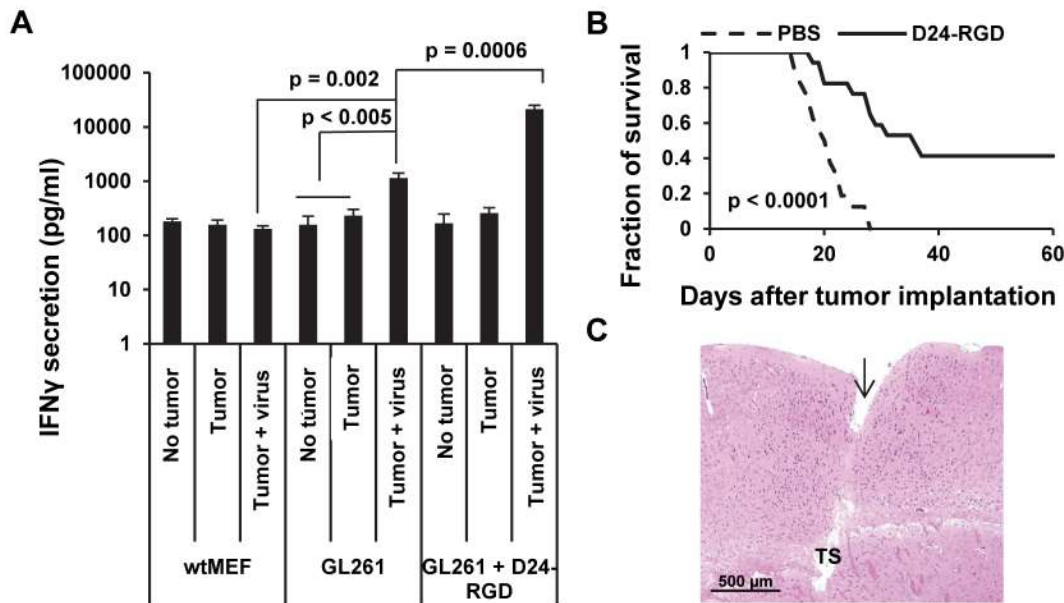 A
IFNγ secretion (pg/ml)
100000
10000
1000
100
10
1
p = 0.0006
p = 0.002
p < 0.005
No tumor
Tumor
Tumor + virus
No tumor
Tumor
Tumor + virus
No tumor
Tumor
Tumor + virus
wtMEF
GL261
GL261 + D24-
RGD
B
PBS
D24-RGD
Fraction of survival
1
0.8
0.6
0.4
0.2
0
p < 0.0001
0
20
40
60
Days after tumor implantation
C
TS
500 µm